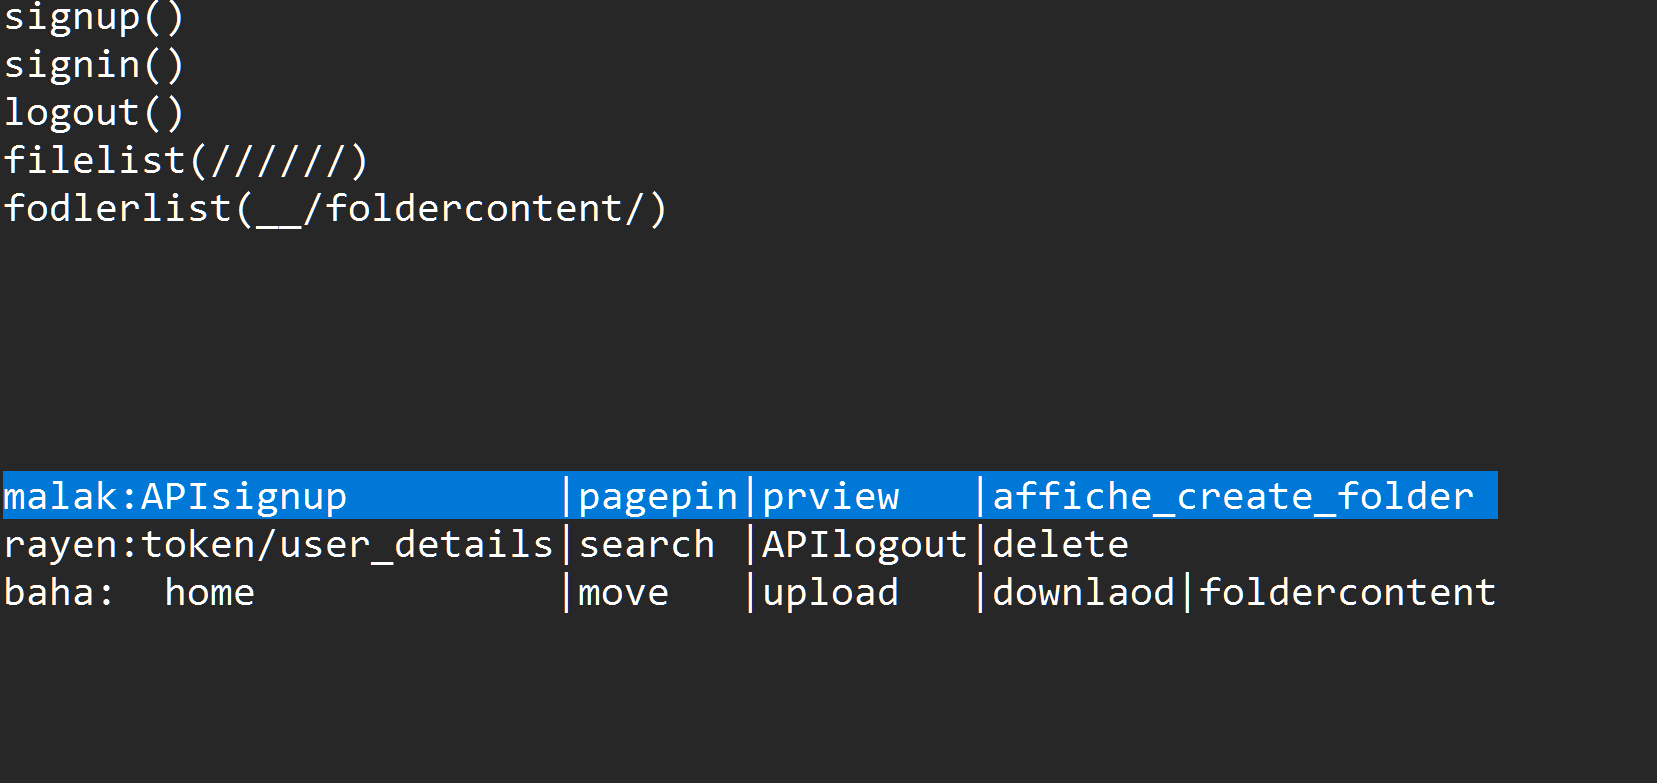 signup()
signin()
logout()
filelist(//////)
fodlerlist(__/foldercontent/)
malak:APIsignup |pagepin|prview |affiche_create_folder
rayen:token/user_details|search |APIlogout|delete
baha: home |move |upload |downlaod|foldercontent